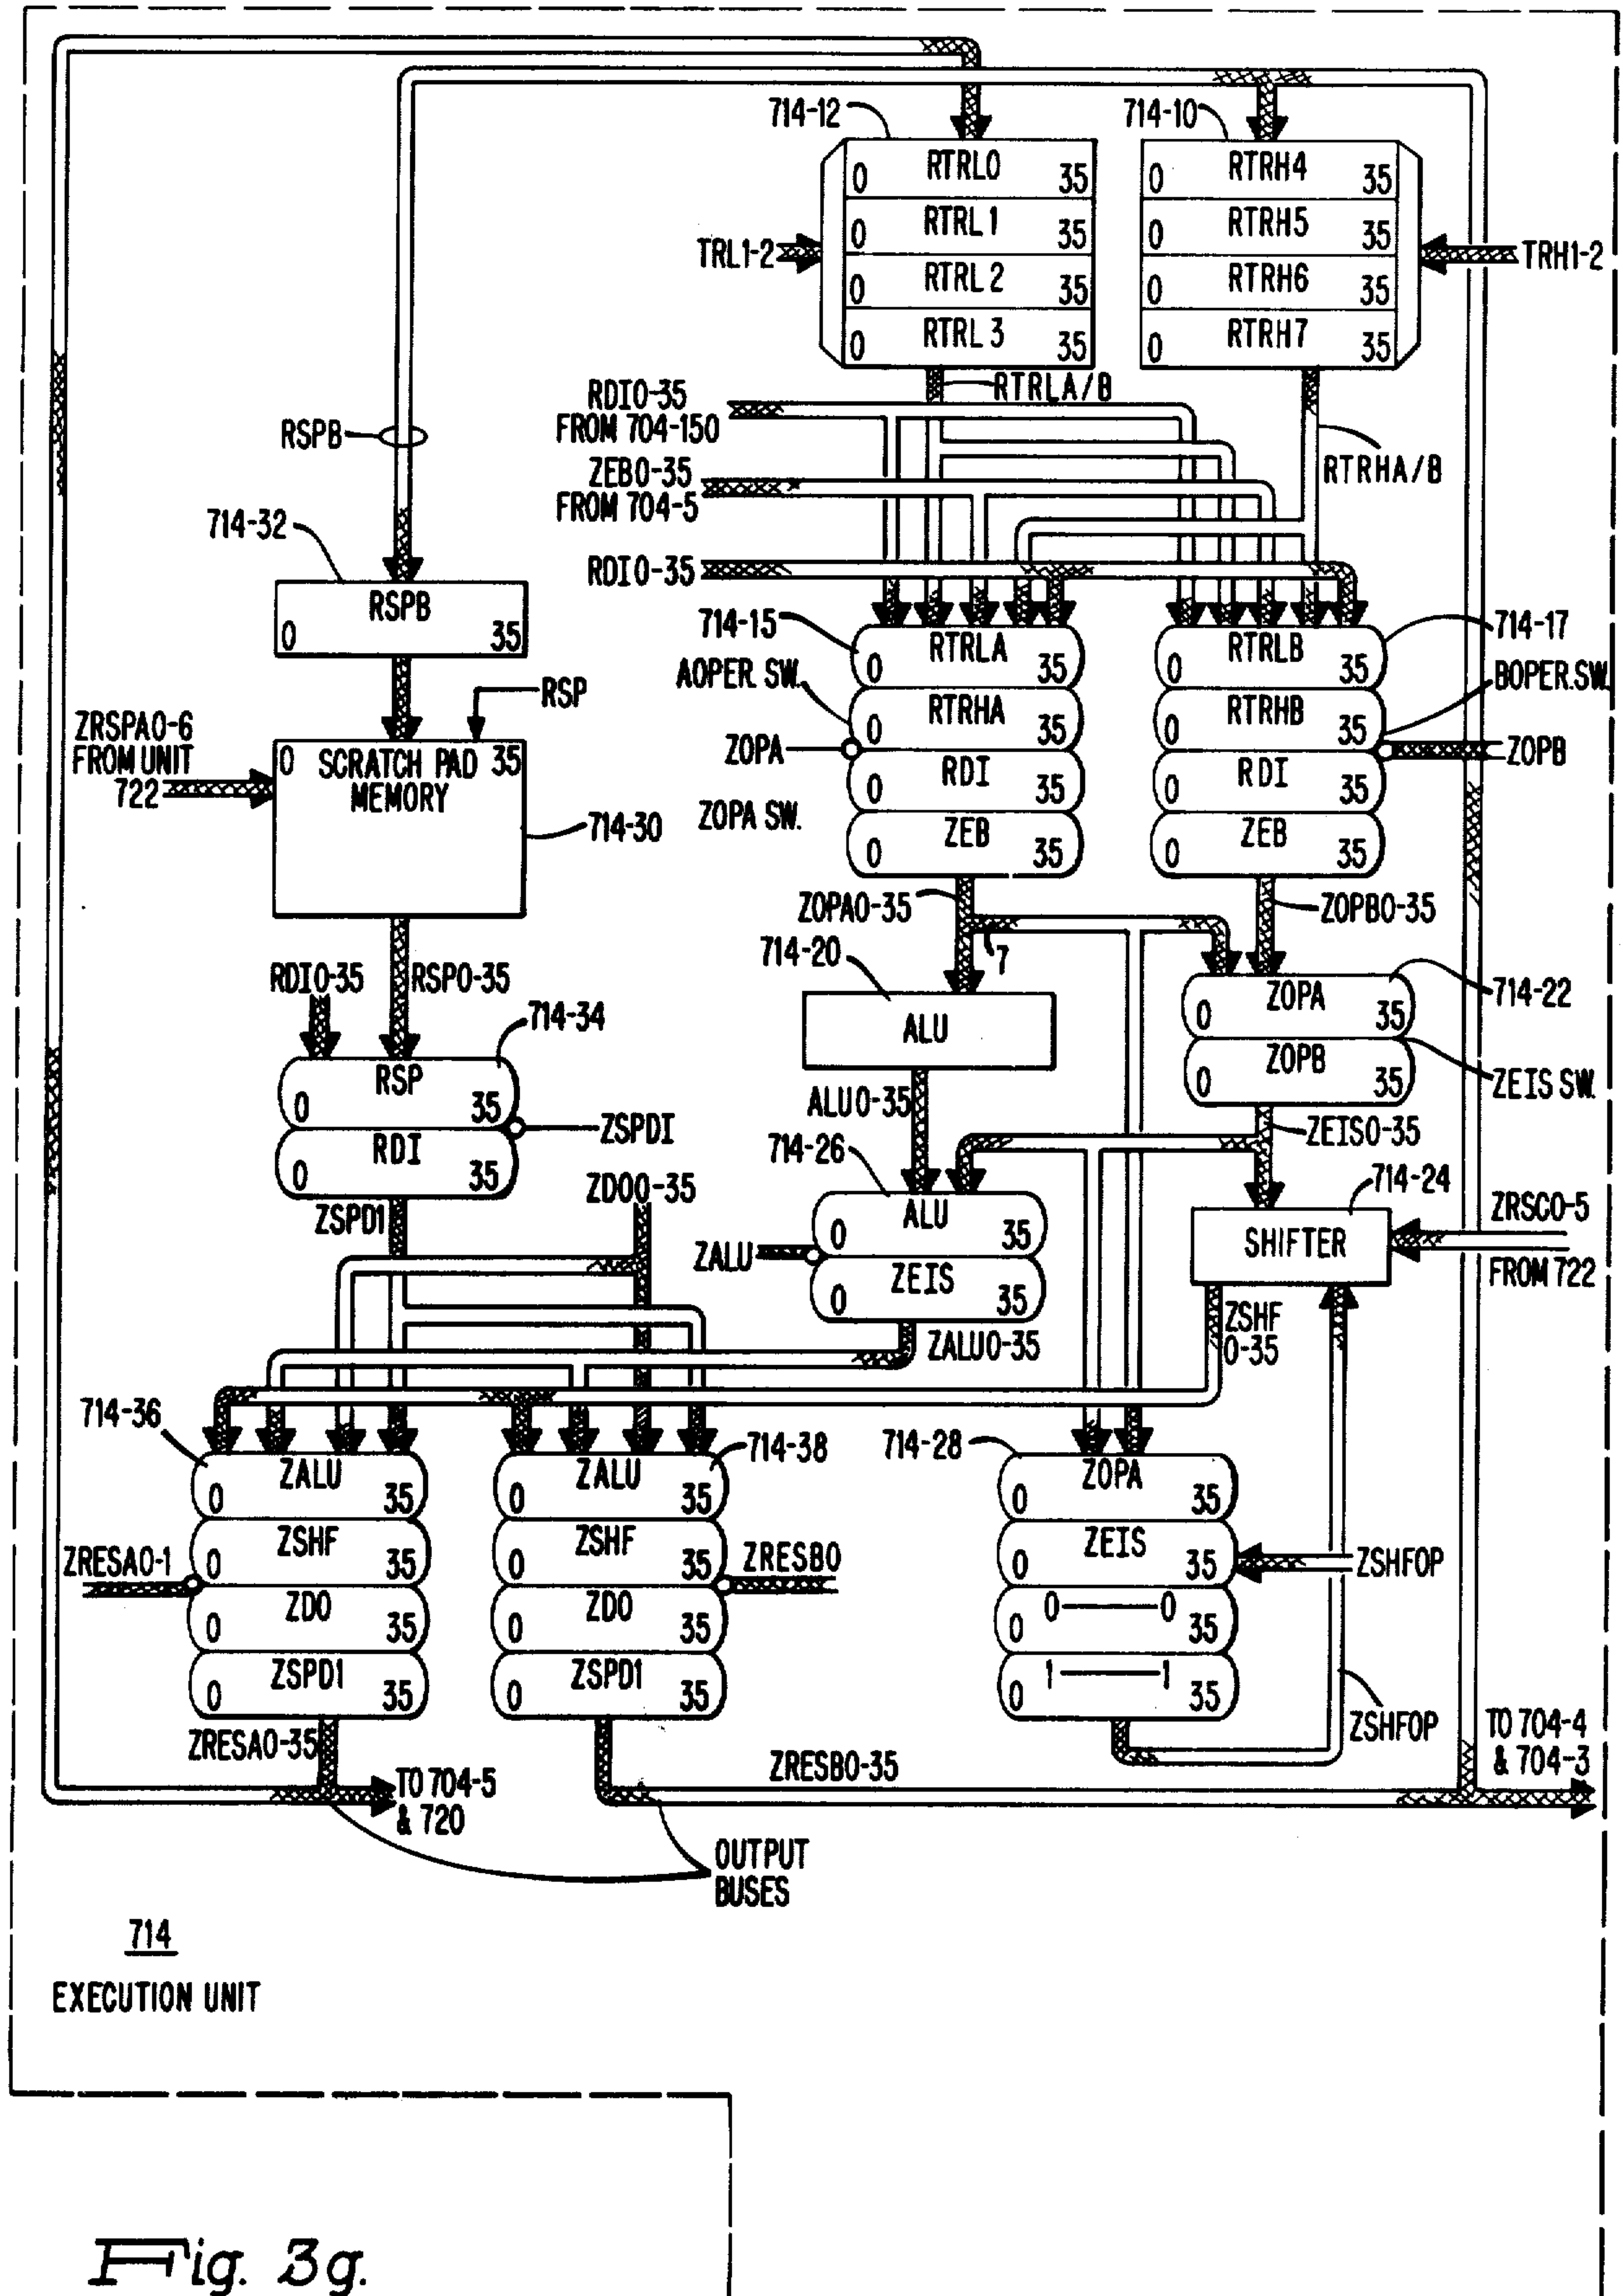 714-12
714-10
RTRL0
0 35
RTRL1
0 35
RTRL2
0 35
RTRL3
0 35
RTRH4
0 35
RTRH5
0 35
RTRH6
0 35
RTRH7
0 35
TRL1-2
TRH1-2
RTRLA/B
RTRHA/B
RDI0-35
FROM 704-150
ZEB0-35
FROM 704-5
RDI0-35
RSPB
714-32
RSPB
0 35
RSP
ZRSPA0-6
FROM UNIT
722
0 SCRATCH PAD 35
MEMORY
714-30
714-15
AOPER. SW.
ZOPA
ZOPA SW.
RTRLA
0 35
RTRHA
0 35
RDI
0 35
ZEB
0 35
714-17
BOPER.SW.
ZOPB
RTRLB
0 35
RTRHB
0 35
RDI
0 35
ZEB
0 35
ZOPA0-35
7
ZOPB0-35
714-20
ALU
714-22
ZOPA
0 35
ZOPB
0 35
ZEIS SW.
RDI0-35
RSP0-35
714-34
RSP
0 35
RDI
0 35
ZSPDI
ZSPD1
ZDO0-35
ALU0-35
ZEIS0-35
714-26
ALU
0 35
ZEIS
0 35
ZALU
ZALU0-35
714-24
SHIFTER
ZRSC0-5
FROM 722
ZSHF
0-35
714-36
ZALU
0 35
ZSHF
0 35
ZDO
0 35
ZSPD1
0 35
ZRESA0-1
714-38
ZALU
0 35
ZSHF
0 35
ZDO
0 35
ZSPD1
0 35
ZRESB0
714-28
ZOPA
0 35
ZEIS
0 35
0 0
0 35
1 1
0 35
ZSHFOP
ZSHFOP
ZRESA0-35
TO 704-5
& 720
ZRESB0-35
TO 704-4
& 704-3
OUTPUT
BUSES
714
EXECUTION UNIT
Fig. 3g.